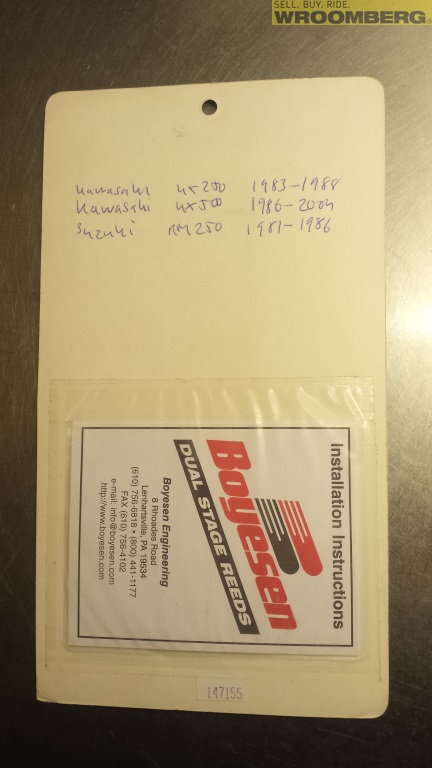 SELL. BUY. RIDE.
WROOMBERG
Kawasaki KX250 1983-1988
Kawasaki KX500 1986-2004
Suzuki RM250 1981-1986
Installation Instructions
Boyesen
DUAL STAGE REEDS
Boyesen Engineering
8 Rhoades Road
Lenhartsville, PA 19534
(610) 756-6818 • (800) 441-1177
FAX (610) 756-4102
e-mail: info@boyesen.com
http://www.boyesen.com
147155